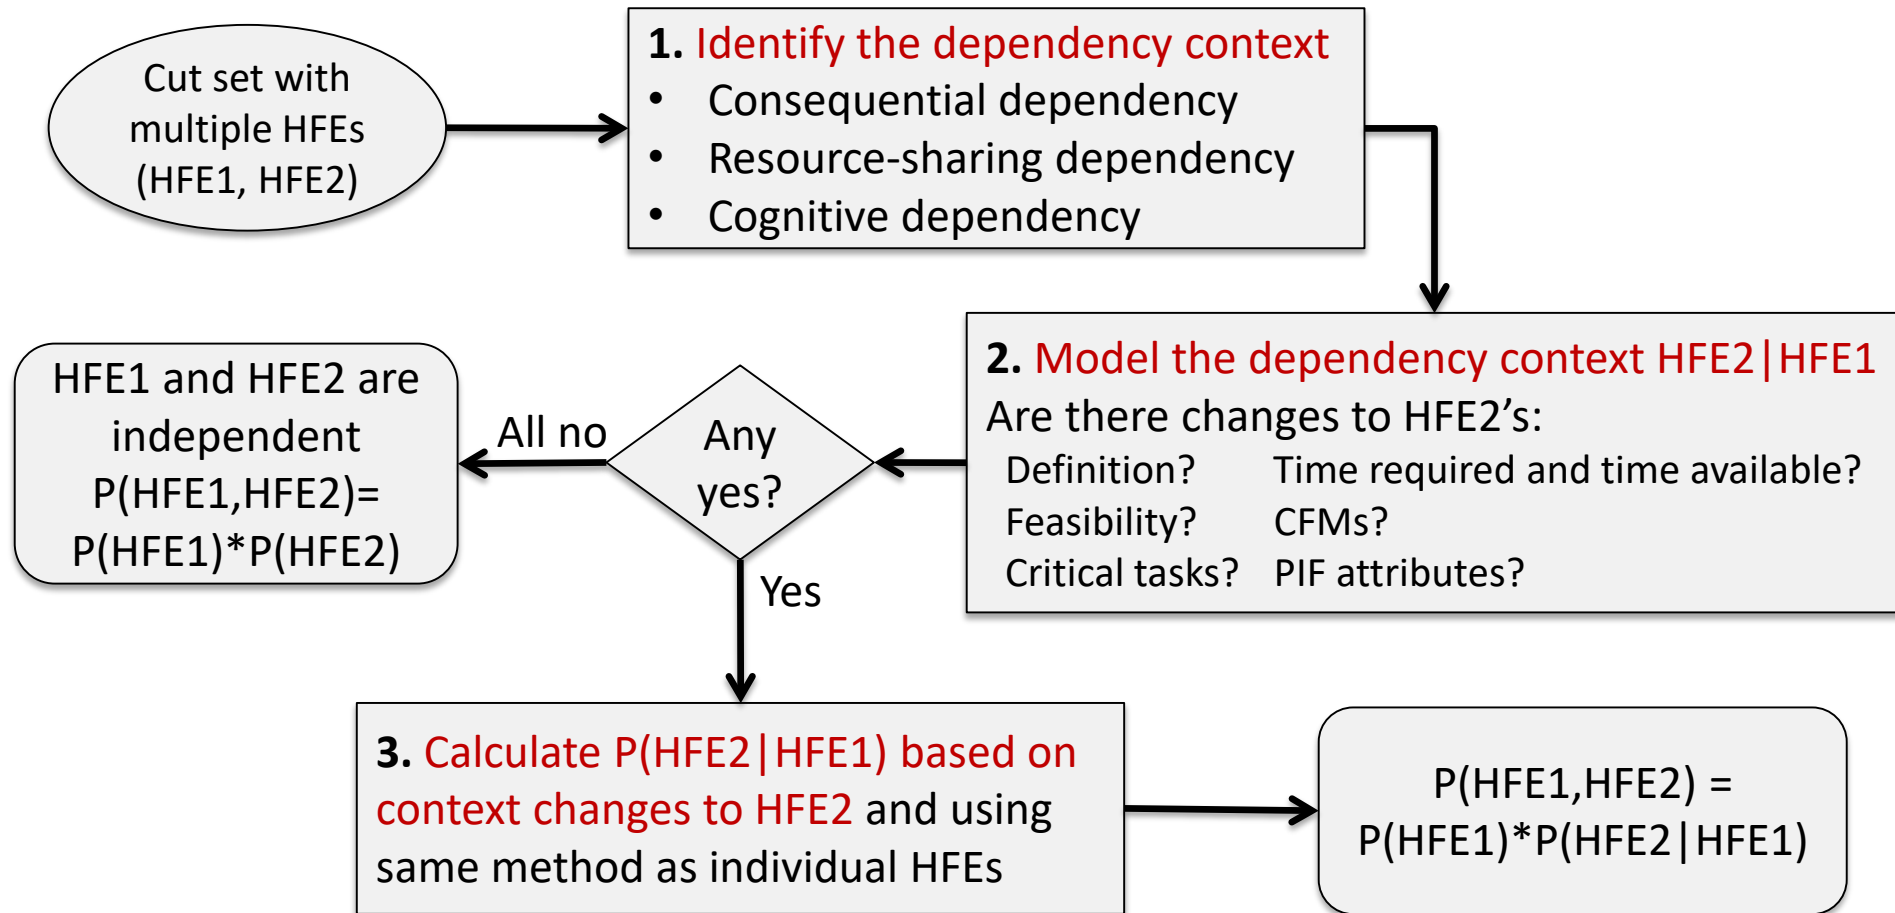 Cut set with
multiple HFEs
(HFE1, HFE2)
1. Identify the dependency context
• Consequential dependency
• Resource-sharing dependency
• Cognitive dependency
2. Model the dependency context HFE2|HFE1
Are there changes to HFE2’s:
Definition? Time required and time available?
Feasibility? CFMs?
Critical tasks? PIF attributes?
Any
yes?
All no
HFE1 and HFE2 are
independent
P(HFE1,HFE2)=
P(HFE1)*P(HFE2)
Yes
3. Calculate P(HFE2|HFE1) based on
context changes to HFE2 and using
same method as individual HFEs
P(HFE1,HFE2) =
P(HFE1)*P(HFE2|HFE1)